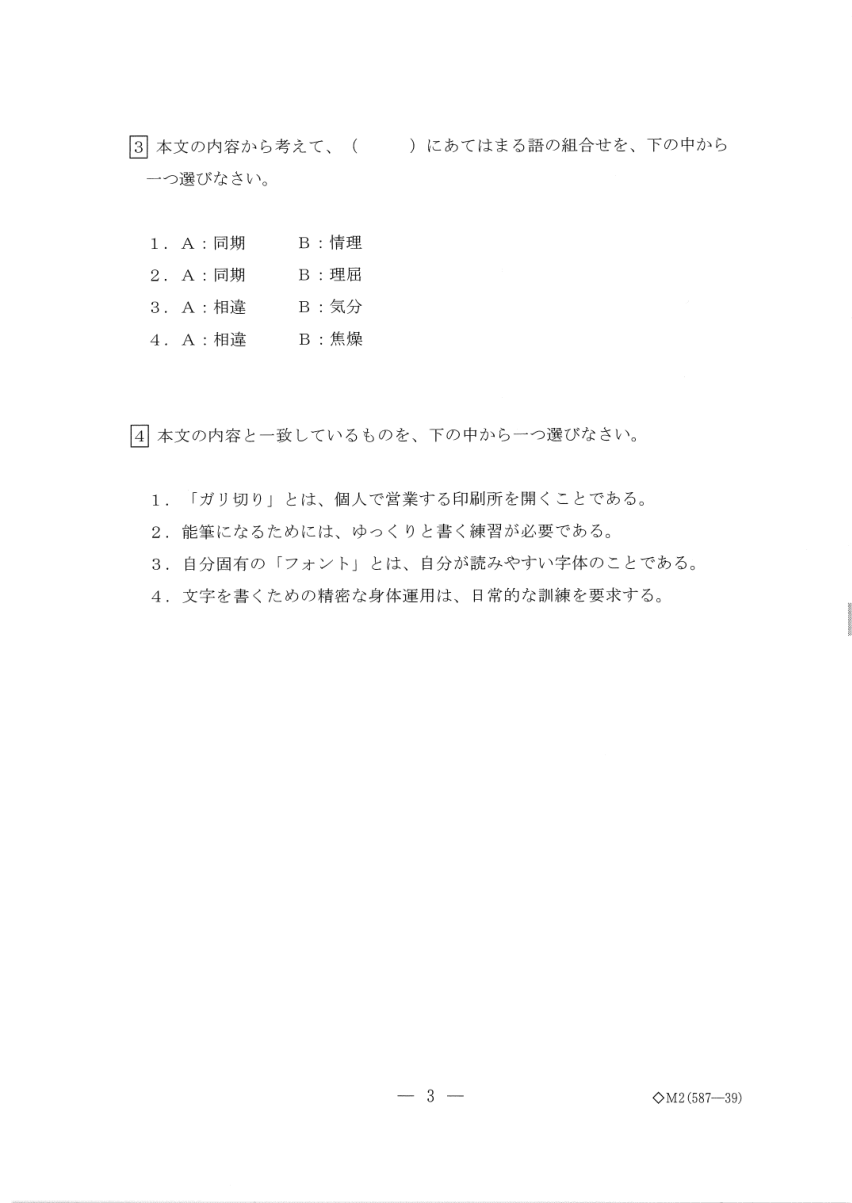 3 本文の内容から考えて、（　　　）にあてはまる語の組合せを、下の中から
一つ選びなさい。
１．Ａ：同期　　　Ｂ：情理
２．Ａ：同期　　　Ｂ：理屈
３．Ａ：相違　　　Ｂ：気分
４．Ａ：相違　　　Ｂ：焦燥
4 本文の内容と一致しているものを、下の中から一つ選びなさい。
１．「ガリ切り」とは、個人で営業する印刷所を開くことである。
２．能筆になるためには、ゆっくりと書く練習が必要である。
３．自分固有の「フォント」とは、自分が読みやすい字体のことである。
４．文字を書くための精密な身体運用は、日常的な訓練を要求する。
— 3 —
◇M2(587—39)